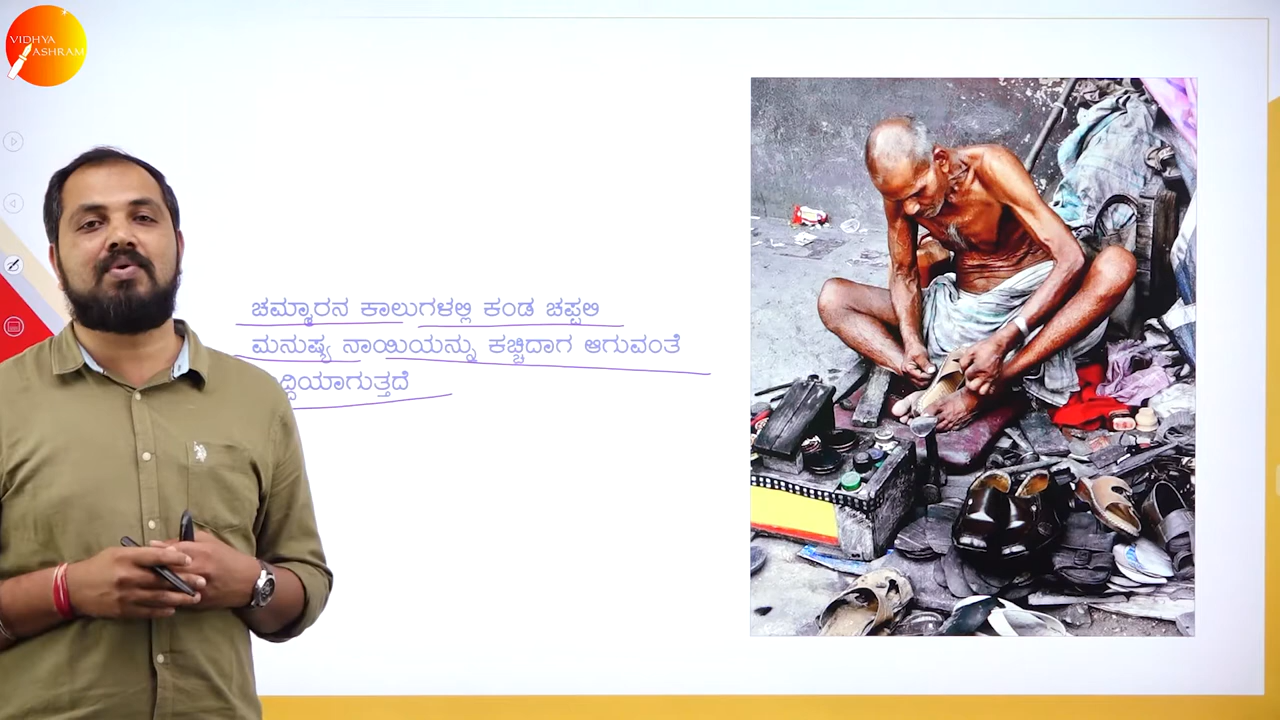 VIDHYA
ASHRAM
ಚಮ್ಮಾರನ ಕಾಲುಗಳಲ್ಲಿ ಕಂಡ ಚಪ್ಪಲಿ
ಮನುಷ್ಯ ನಾಯಿಯನ್ನು ಕಚ್ಚಿದಾಗ ಆಗುವಂತೆ